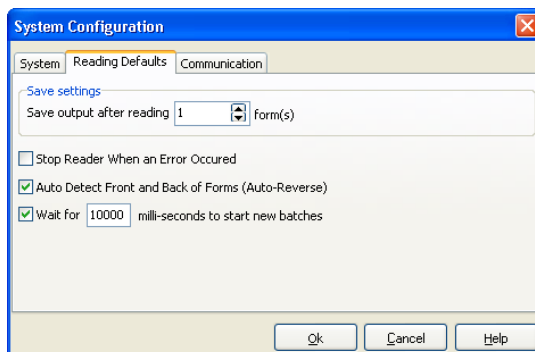 System Configuration
System Reading Defaults Communication
Save settings
Save output after reading 1 form(s)
Stop Reader When an Error Occured
Auto Detect Front and Back of Forms (Auto-Reverse)
Wait for 10000 milli-seconds to start new batches
Ok Cancel Help